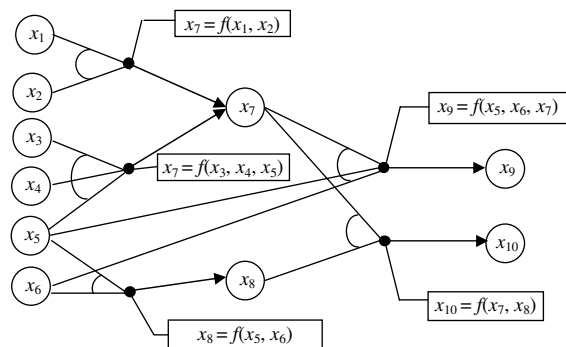 x₇ = f(x₁, x₂)
x₁
x₂
x₃
x₄
x₅
x₆
x₇
x₇ = f(x₃, x₄, x₅)
x₈
x₈ = f(x₅, x₆)
x₉ = f(x₅, x₆, x₇)
x₉
x₁₀
x₁₀ = f(x₇, x₈)